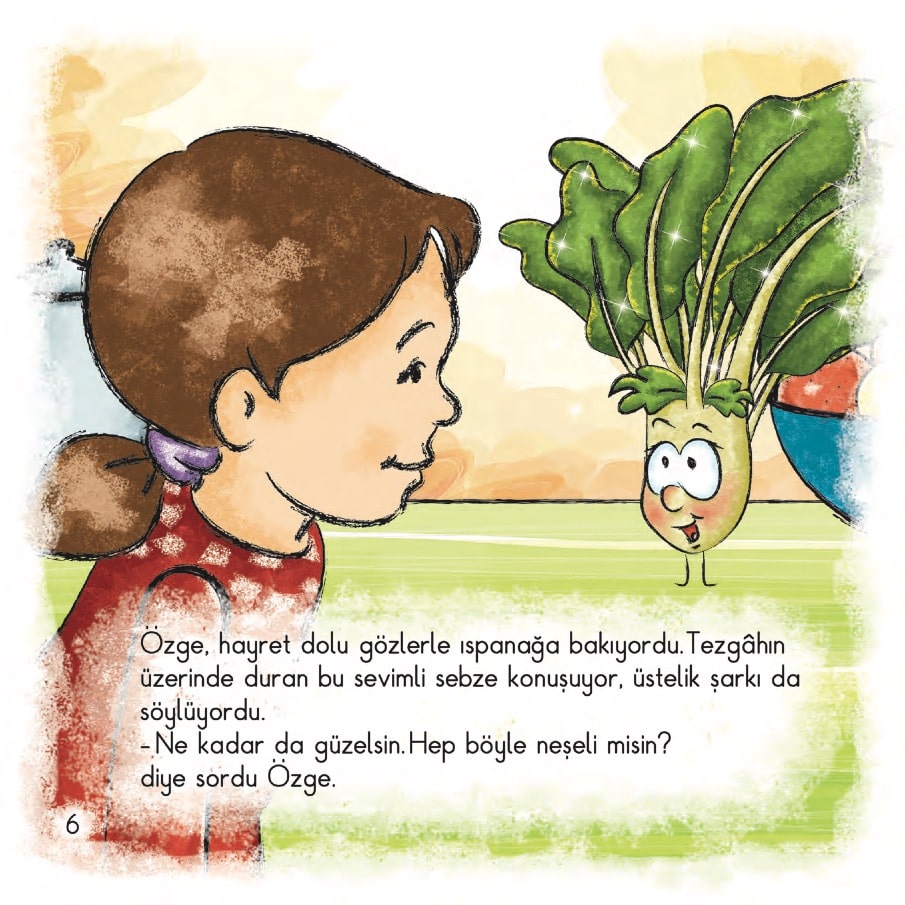 Özge, hayret dolu gözlerle ıspanağa bakıyordu.Tezgâhın
üzerinde duran bu sevimli sebze konuşuyor, üstelik şarkı da
söylüyordu.
-Ne kadar da güzelsin.Hep böyle neşeli misin?
diye sordu Özge.
6